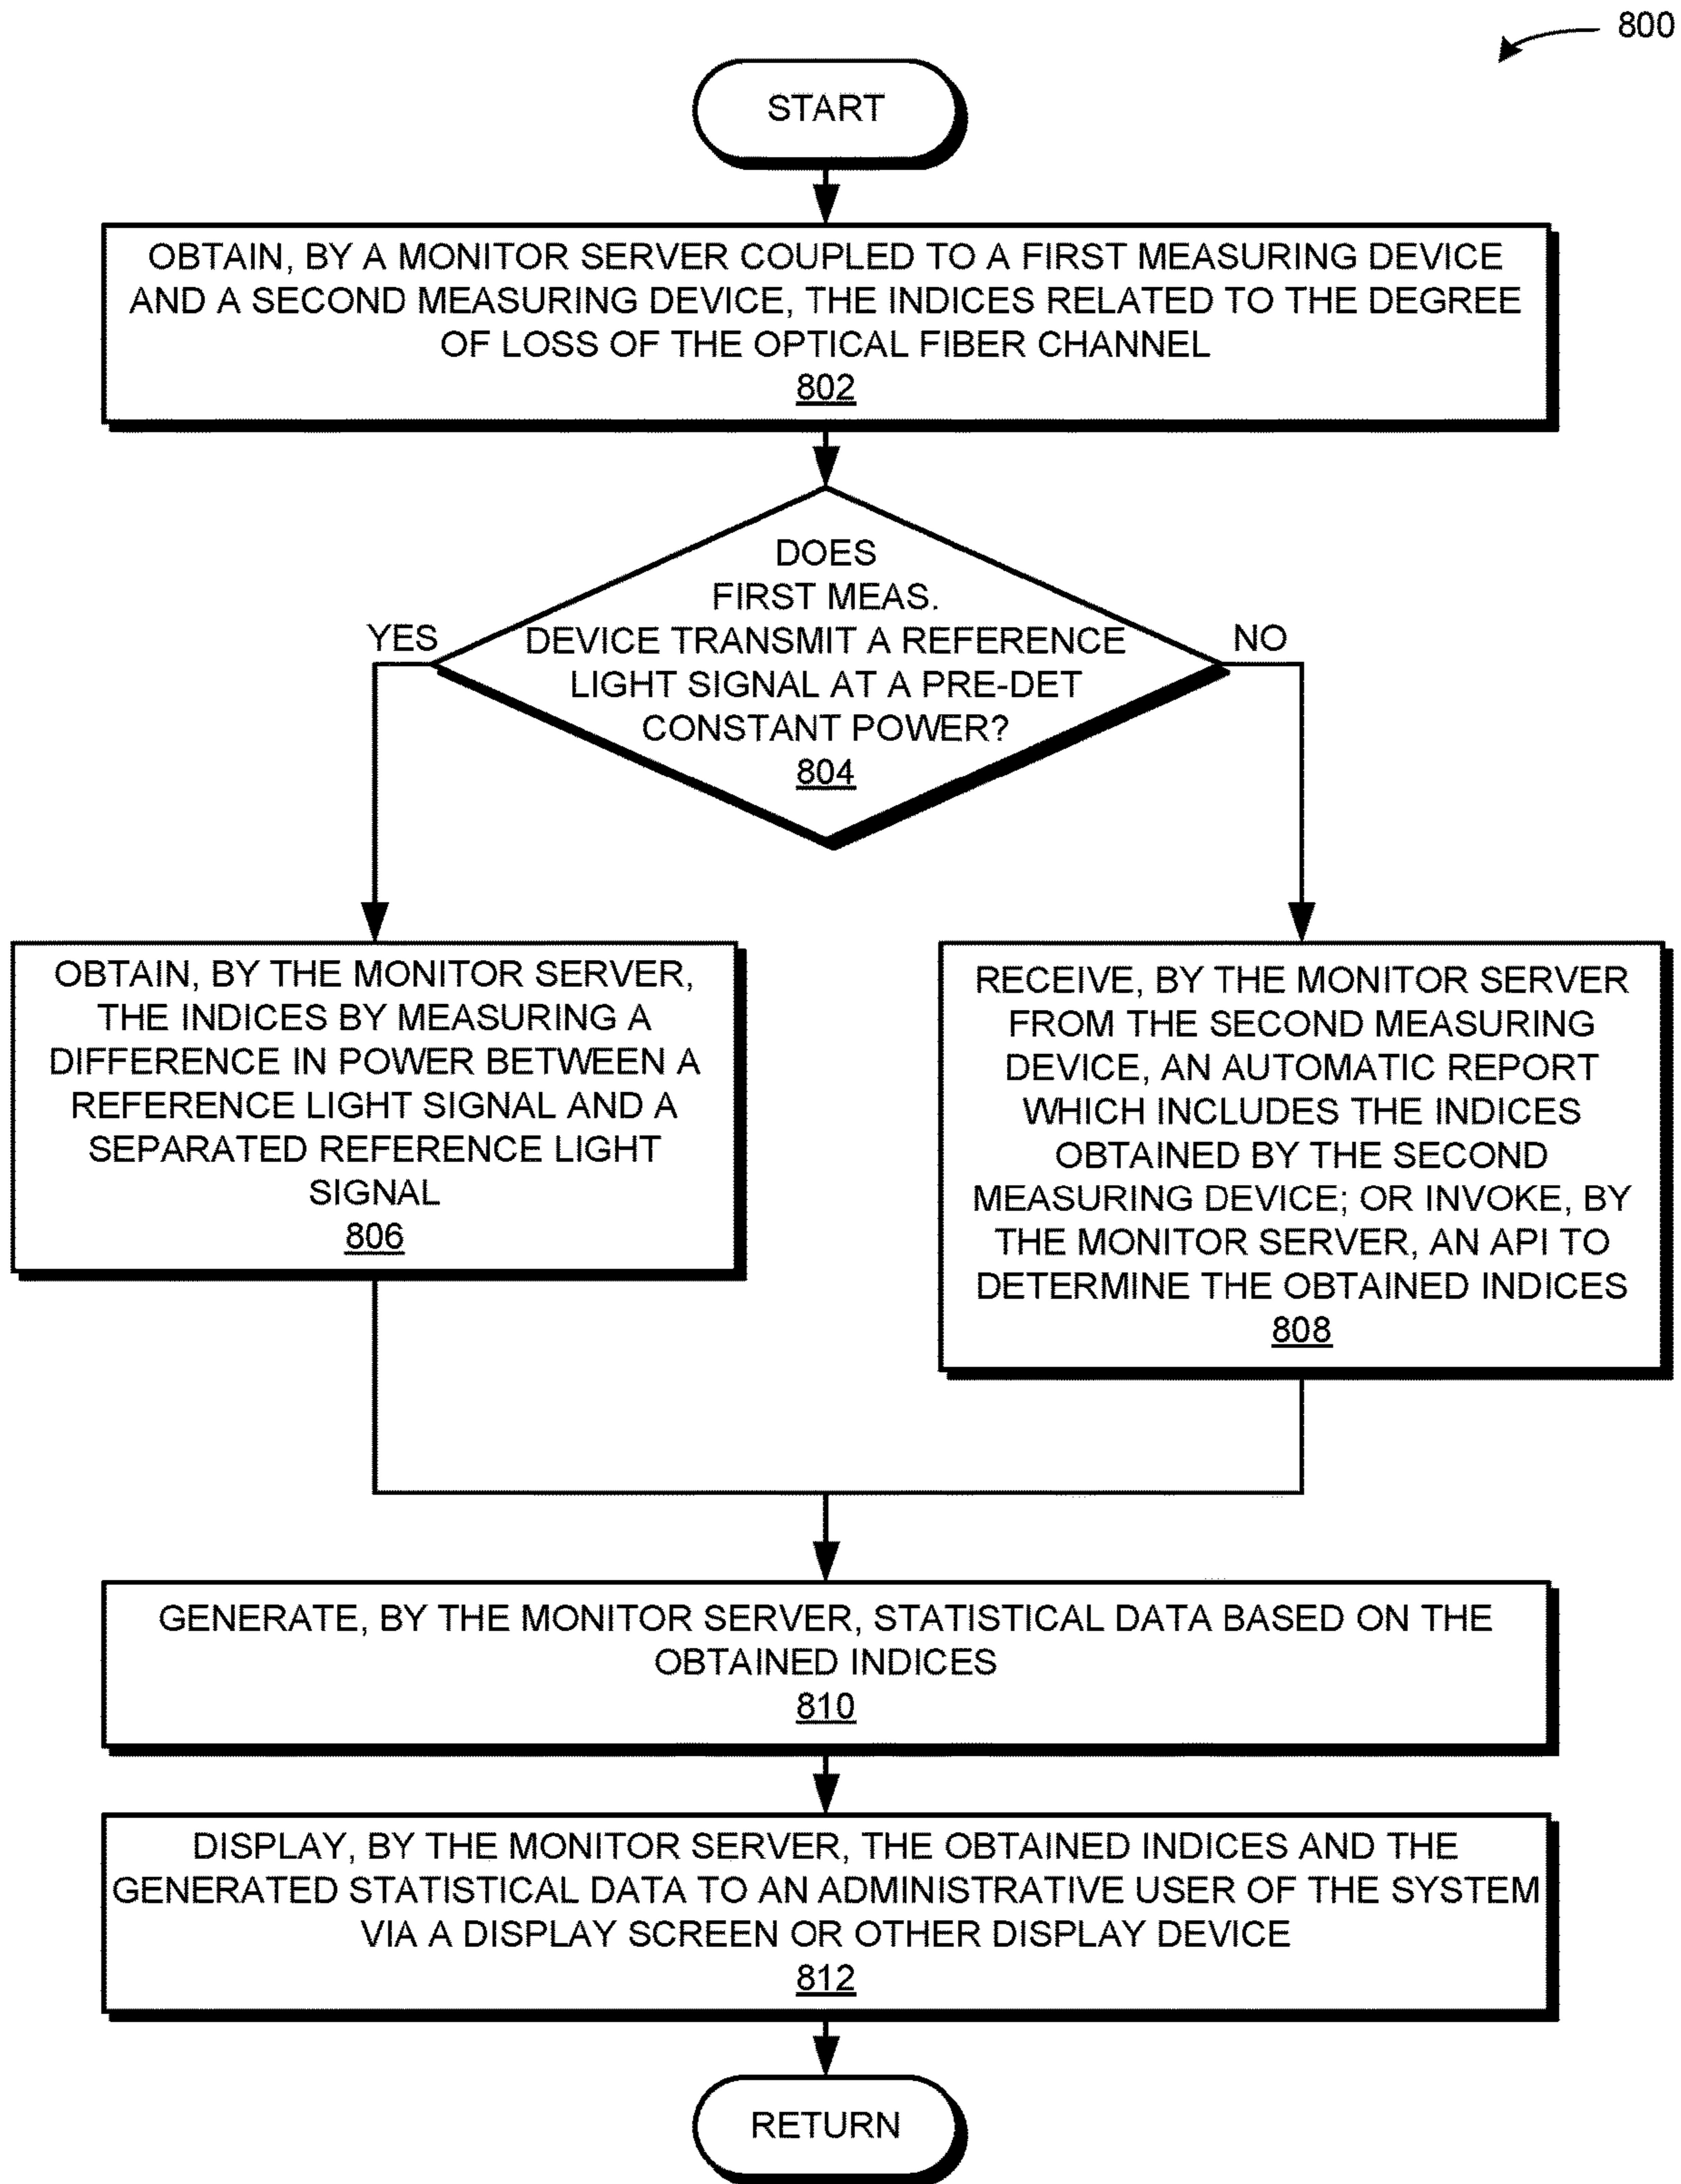 800
START
OBTAIN, BY A MONITOR SERVER COUPLED TO A FIRST MEASURING DEVICE
AND A SECOND MEASURING DEVICE, THE INDICES RELATED TO THE DEGREE
OF LOSS OF THE OPTICAL FIBER CHANNEL
802
DOES
FIRST MEAS.
DEVICE TRANSMIT A REFERENCE
LIGHT SIGNAL AT A PRE-DET
CONSTANT POWER?
804
YES
NO
OBTAIN, BY THE MONITOR SERVER,
THE INDICES BY MEASURING A
DIFFERENCE IN POWER BETWEEN A
REFERENCE LIGHT SIGNAL AND A
SEPARATED REFERENCE LIGHT
SIGNAL
806
RECEIVE, BY THE MONITOR SERVER
FROM THE SECOND MEASURING
DEVICE, AN AUTOMATIC REPORT
WHICH INCLUDES THE INDICES
OBTAINED BY THE SECOND
MEASURING DEVICE; OR INVOKE, BY
THE MONITOR SERVER, AN API TO
DETERMINE THE OBTAINED INDICES
808
GENERATE, BY THE MONITOR SERVER, STATISTICAL DATA BASED ON THE
OBTAINED INDICES
810
DISPLAY, BY THE MONITOR SERVER, THE OBTAINED INDICES AND THE
GENERATED STATISTICAL DATA TO AN ADMINISTRATIVE USER OF THE SYSTEM
VIA A DISPLAY SCREEN OR OTHER DISPLAY DEVICE
812
RETURN